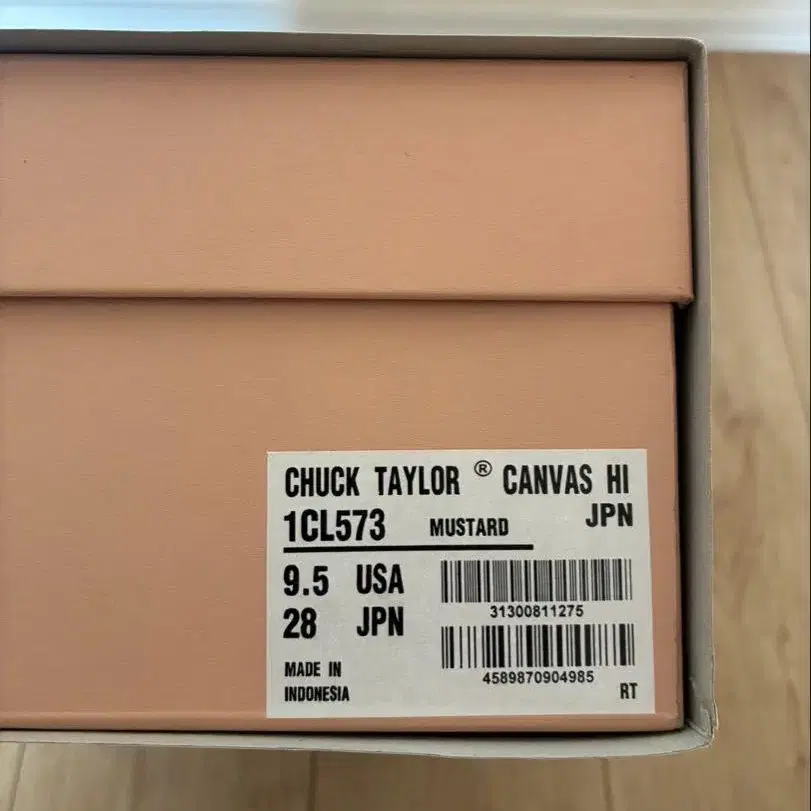 CHUCK TAYLOR ® CANVAS HI
JPN
1CL573 MUSTARD
9.5 USA
28 JPN
31300811275
4589870904985
MADE IN
INDONESIA
RT